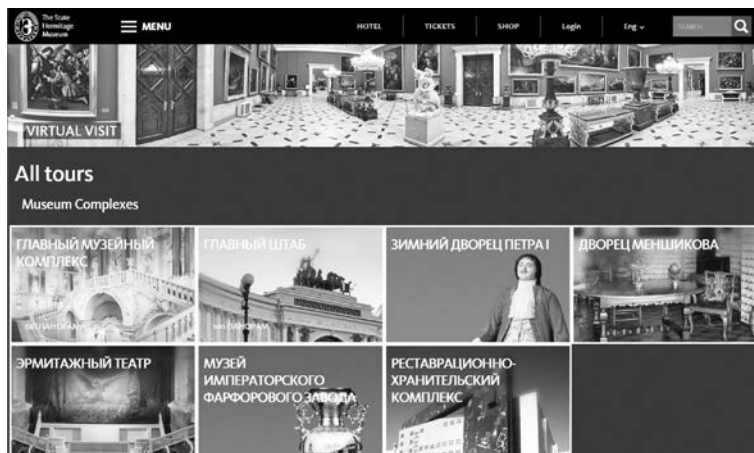 The State
Hermitage
Museum
MENU
HOTEL
TICKETS
SHOP
Login
Eng
SEARCH
VIRTUAL VISIT
All tours
Museum Complexes
ГЛАВНЫЙ МУЗЕЙНЫЙ
КОМПЛЕКС
ГЛАВНЫЙ ШТАБ
ПАНОРАМ
ЗИМНИЙ ДВОРЕЦ ПЕТРА I
ДВОРЕЦ МЕНШИКОВА
ЭРМИТАЖНЫЙ ТЕАТР
МУЗЕЙ
ИМПЕРАТОРСКОГО
ФАРФОРОВОГО ЗАВОДА
РЕСТАВРАЦИОННО-
ХРАНИТЕЛЬСКИЙ
КОМПЛЕКС